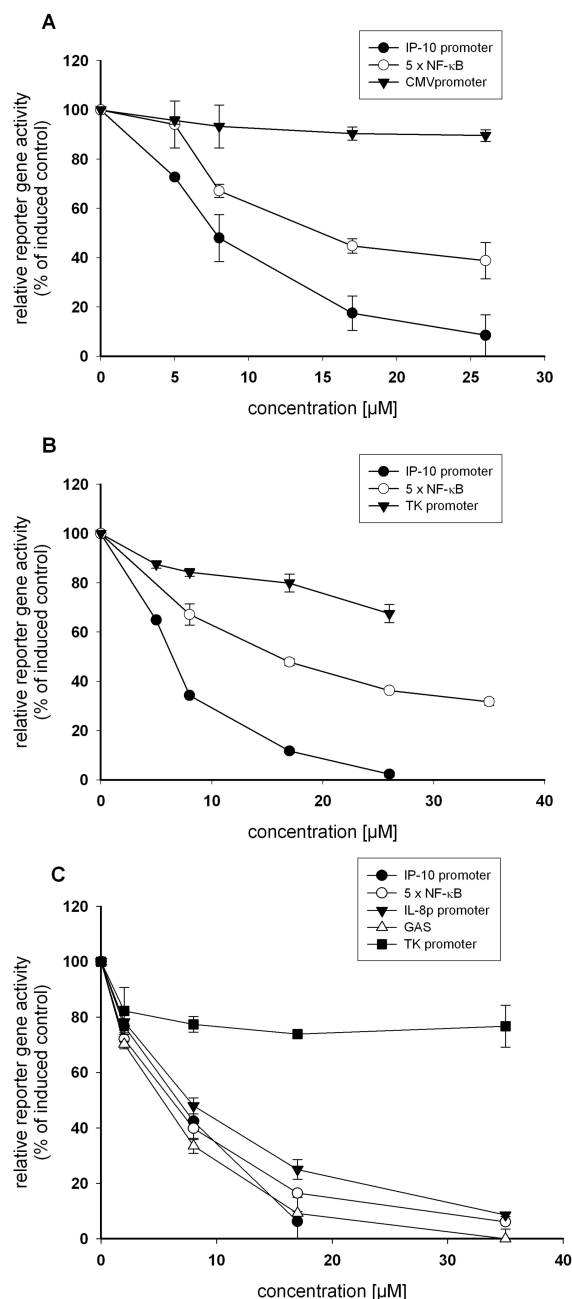 A
IP-10 promoter
5 x NF-κB
CMVpromoter
120
100
80
60
40
20
0
relative reporter gene activity
(% of induced control)
0 5 10 15 20 25 30
concentration [µM]
B
IP-10 promoter
5 x NF-κB
TK promoter
120
100
80
60
40
20
0
relative reporter gene activity
(% of induced control)
0 10 20 30 40
concentration [µM]
C
IP-10 promoter
5 x NF-κB
IL-8p promoter
GAS
TK promoter
120
100
80
60
40
20
0
relative reporter gene activity
(% of induced control)
0 10 20 30 40
concentration [µM]